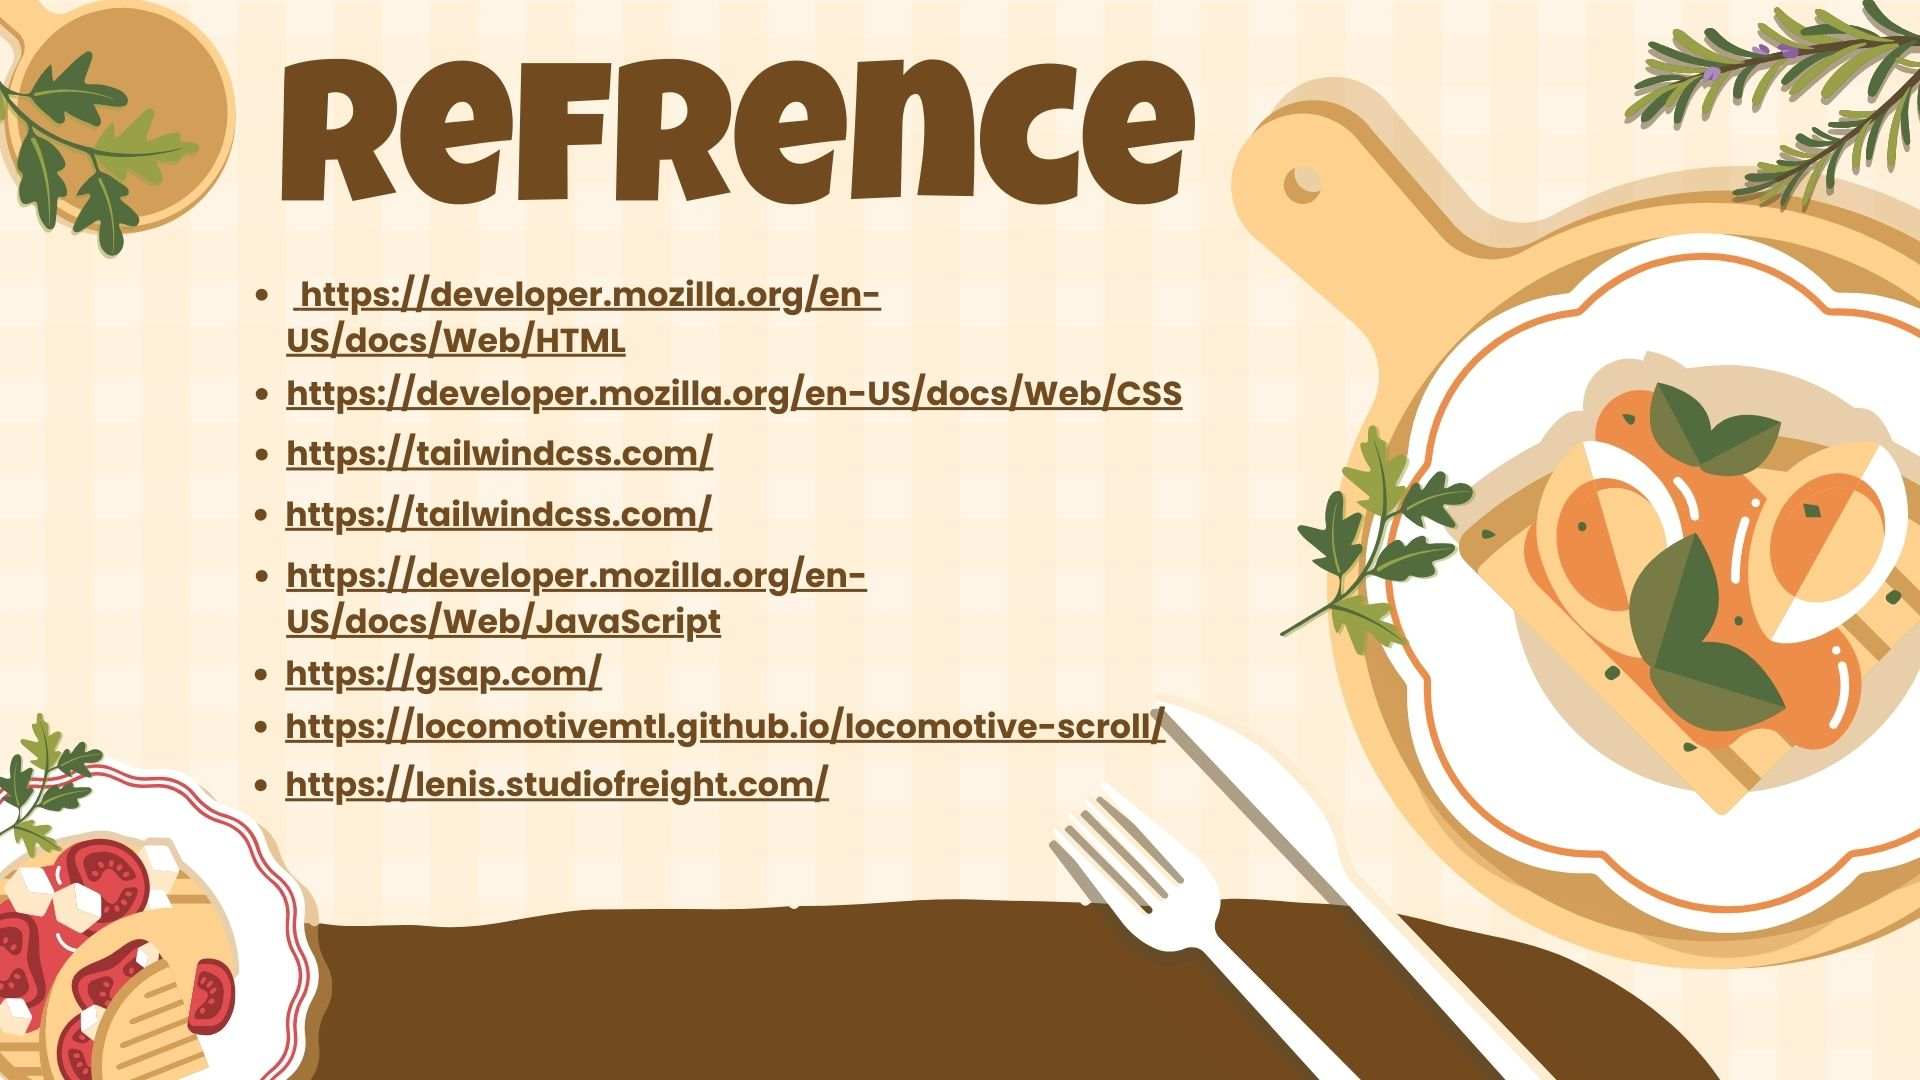 ReFRence
• https://developer.mozilla.org/en-
US/docs/Web/HTML
• https://developer.mozilla.org/en-US/docs/Web/CSS
• https://tailwindcss.com/
• https://tailwindcss.com/
• https://developer.mozilla.org/en-
US/docs/Web/JavaScript
• https://gsap.com/
• https://locomotivemtl.github.io/locomotive-scroll/
• https://lenis.studiofreight.com/